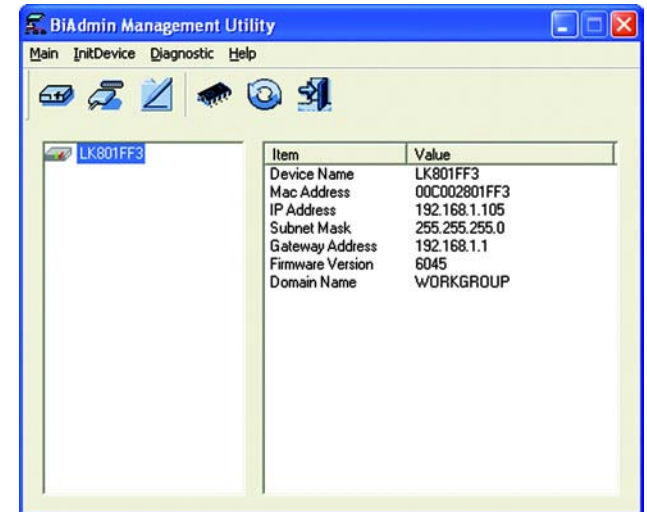 BiAdmin Management Utility
Main InitDevice Diagnostic Help
LK801FF3
Item Value
Device Name LK801FF3
Mac Address 00C002801FF3
IP Address 192.168.1.105
Subnet Mask 255.255.255.0
Gateway Address 192.168.1.1
Firmware Version 6045
Domain Name WORKGROUP